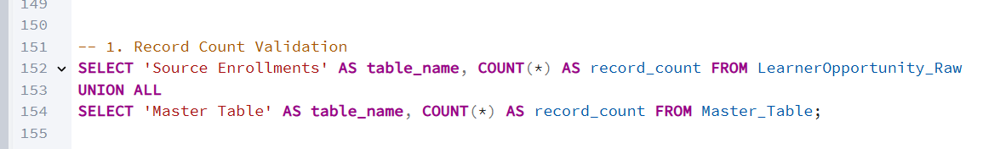 149
150
151 -- 1. Record Count Validation
152 SELECT 'Source Enrollments' AS table_name, COUNT(*) AS record_count FROM LearnerOpportunity_Raw
153 UNION ALL
154 SELECT 'Master Table' AS table_name, COUNT(*) AS record_count FROM Master_Table;
155